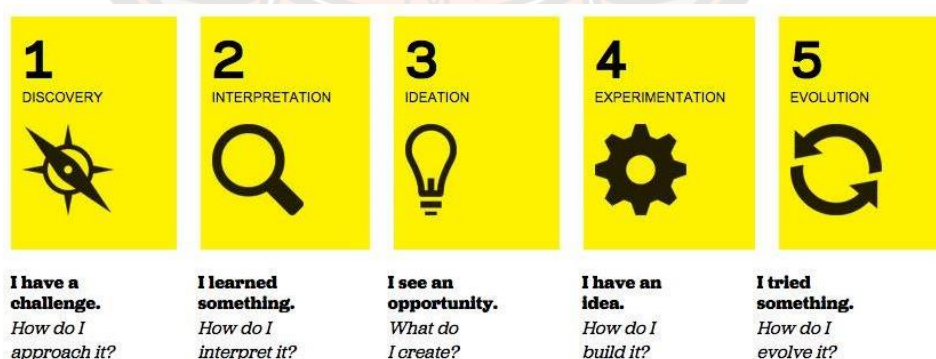 1
DISCOVERY
2
INTERPRETATION
3
IDEATION
4
EXPERIMENTATION
5
EVOLUTION
I have a
challenge.
How do I
approach it?
I learned
something.
How do I
interpret it?
I see an
opportunity.
What do
I create?
I have an
idea.
How do I
build it?
I tried
something.
How do I
evolve it?